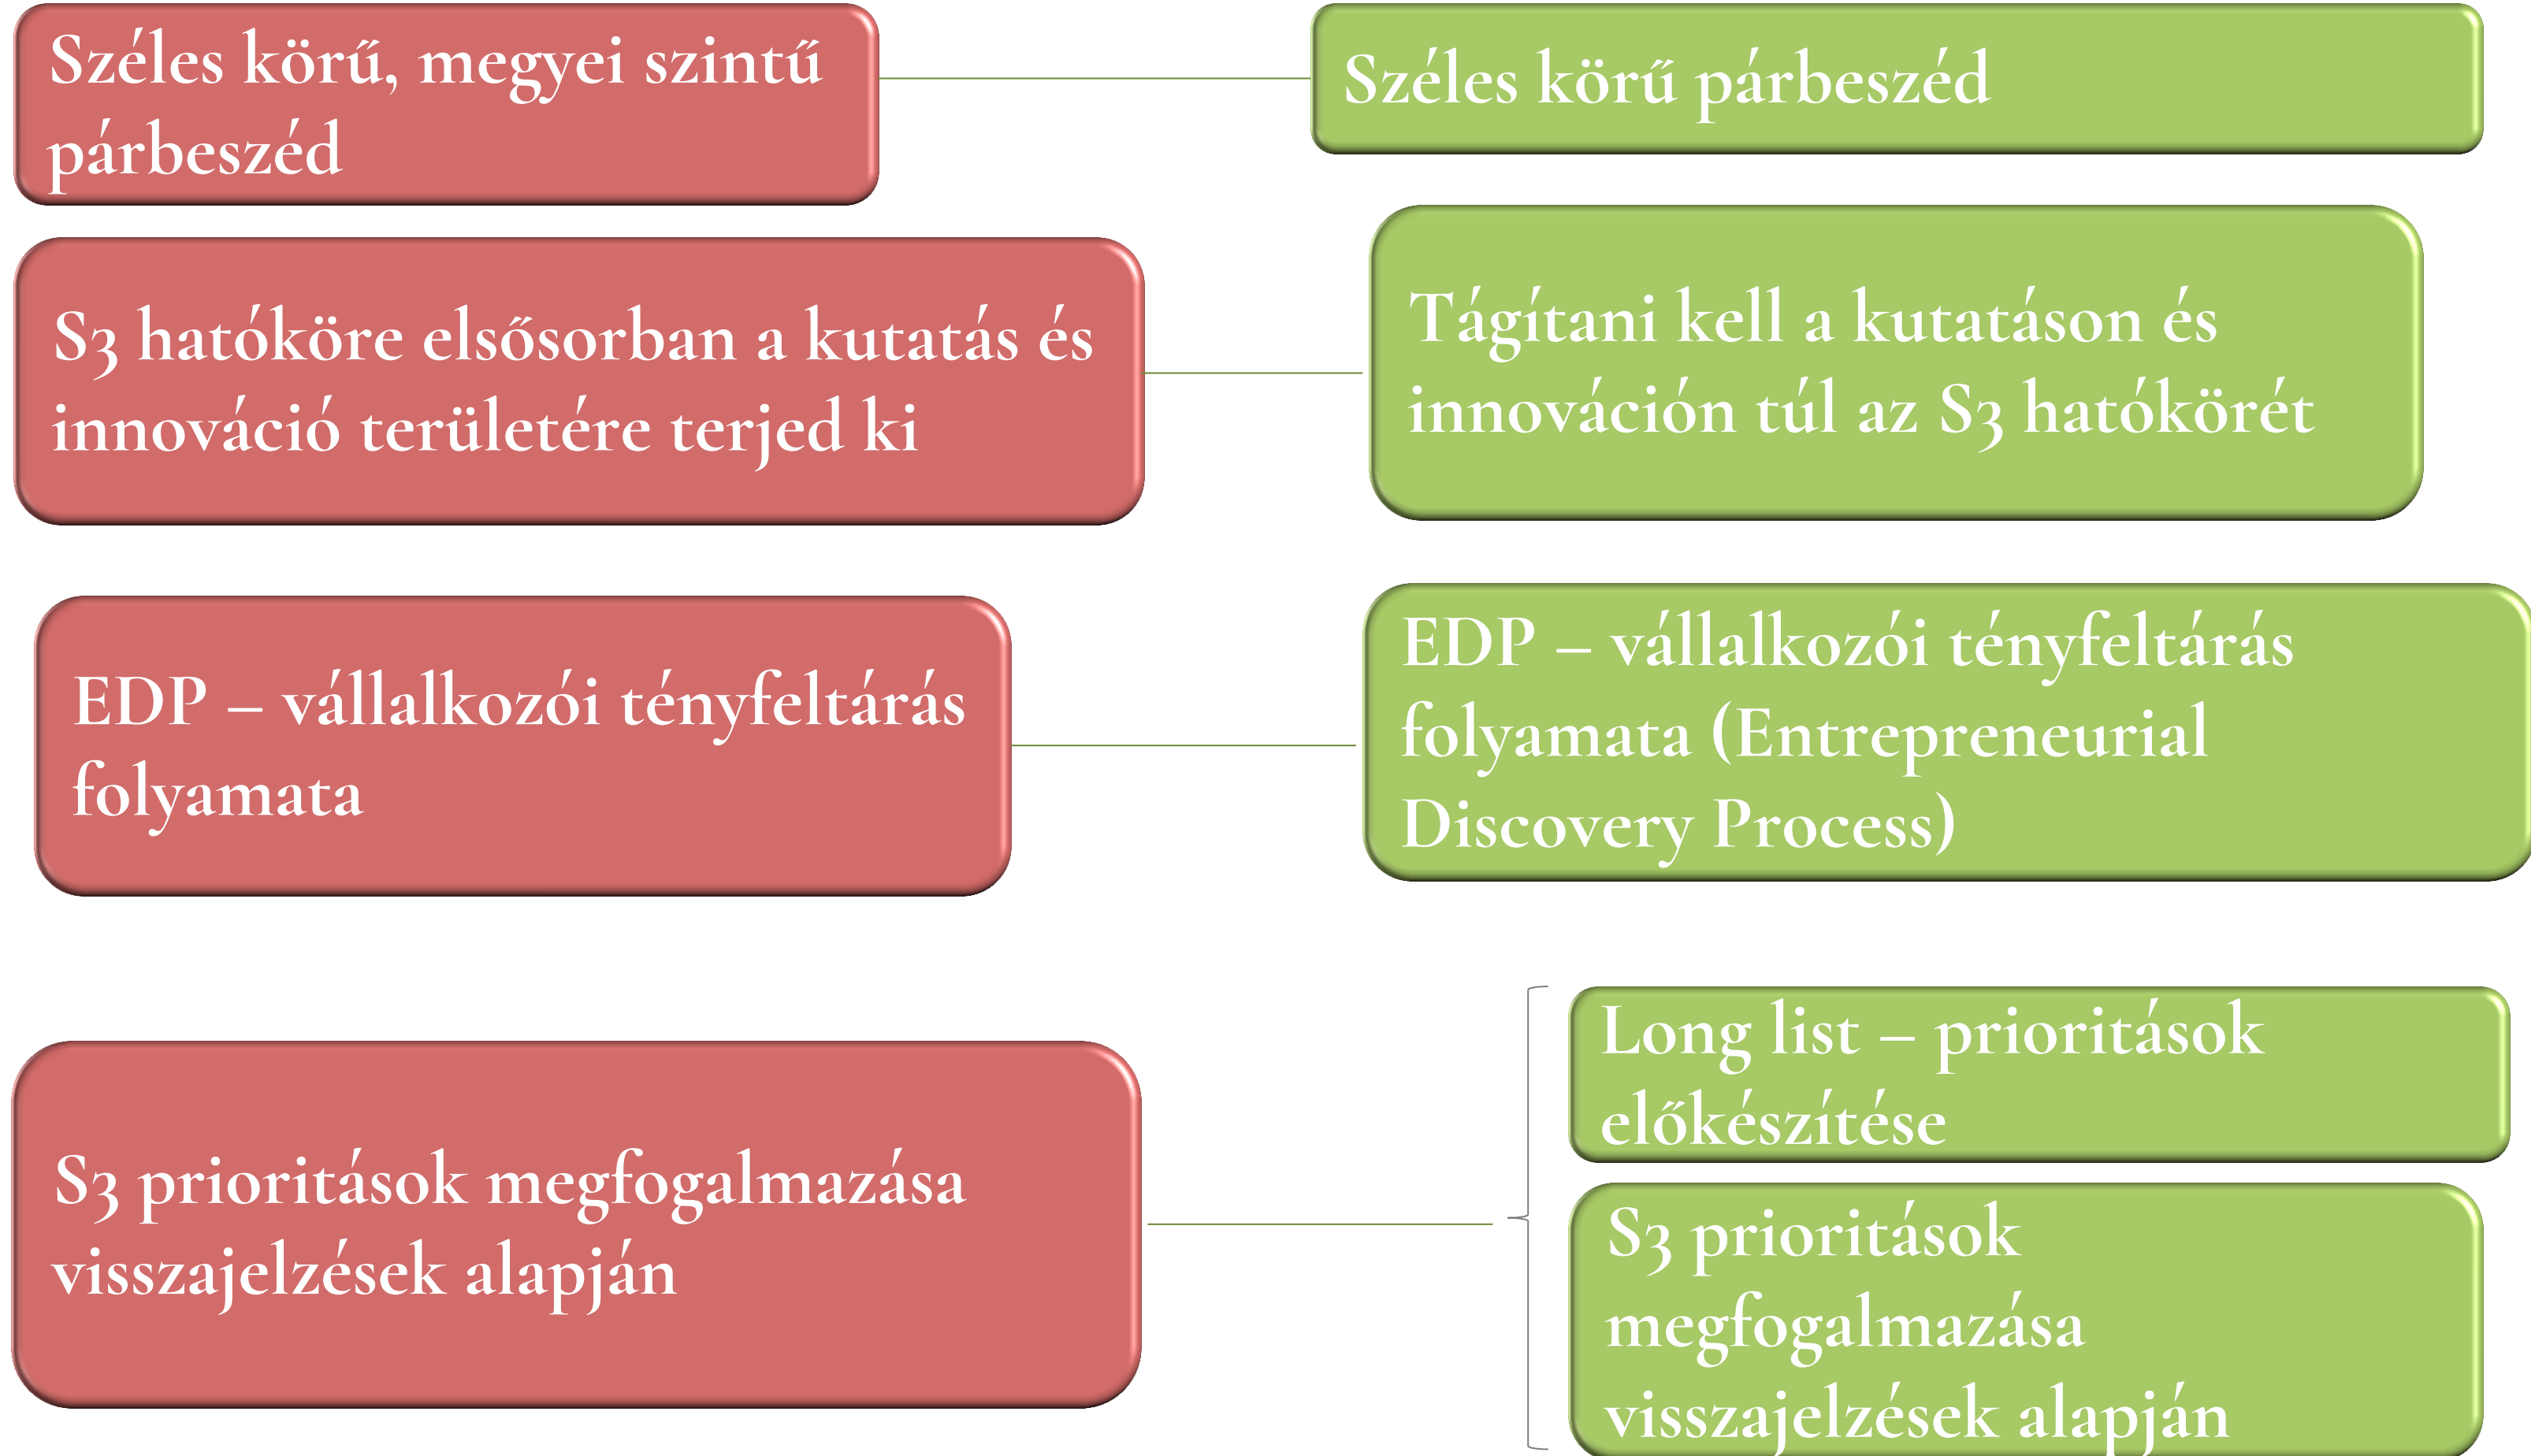 Széles körű, megyei szintű
párbeszéd
Széles körű párbeszéd
S3 hatóköre elsősorban a kutatás és
innováció területére terjed ki
Tágítani kell a kutatáson és
innováción túl az S3 hatókörét
EDP – vállalkozói tényfeltárás
folyamata
EDP – vállalkozói tényfeltárás
folyamata (Entrepreneurial
Discovery Process)
S3 prioritások megfogalmazása
visszajelzések alapján
Long list – prioritások
előkészítése
S3 prioritások
megfogalmazása
visszajelzések alapján